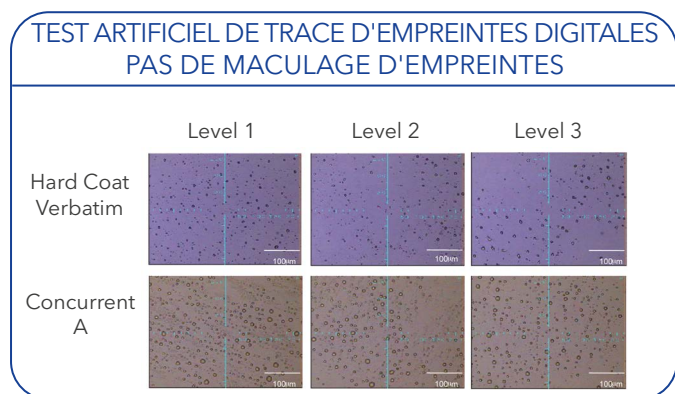 TEST ARTIFICIEL DE TRACE D'EMPREINTES DIGITALES
PAS DE MACULAGE D'EMPREINTES
Level 1
Level 2
Level 3
Hard Coat
Verbatim
100µm
100µm
100µm
Concurrent
A
100µm
100µm
100µm